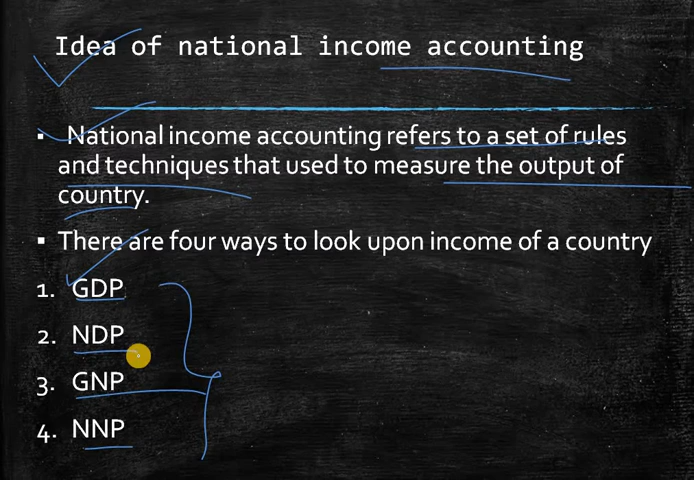 Idea of national income accounting
▪ National income accounting refers to a set of rules
and techniques that used to measure the output of
country.
▪ There are four ways to look upon income of a country
1. GDP
2. NDP
3. GNP
4. NNP